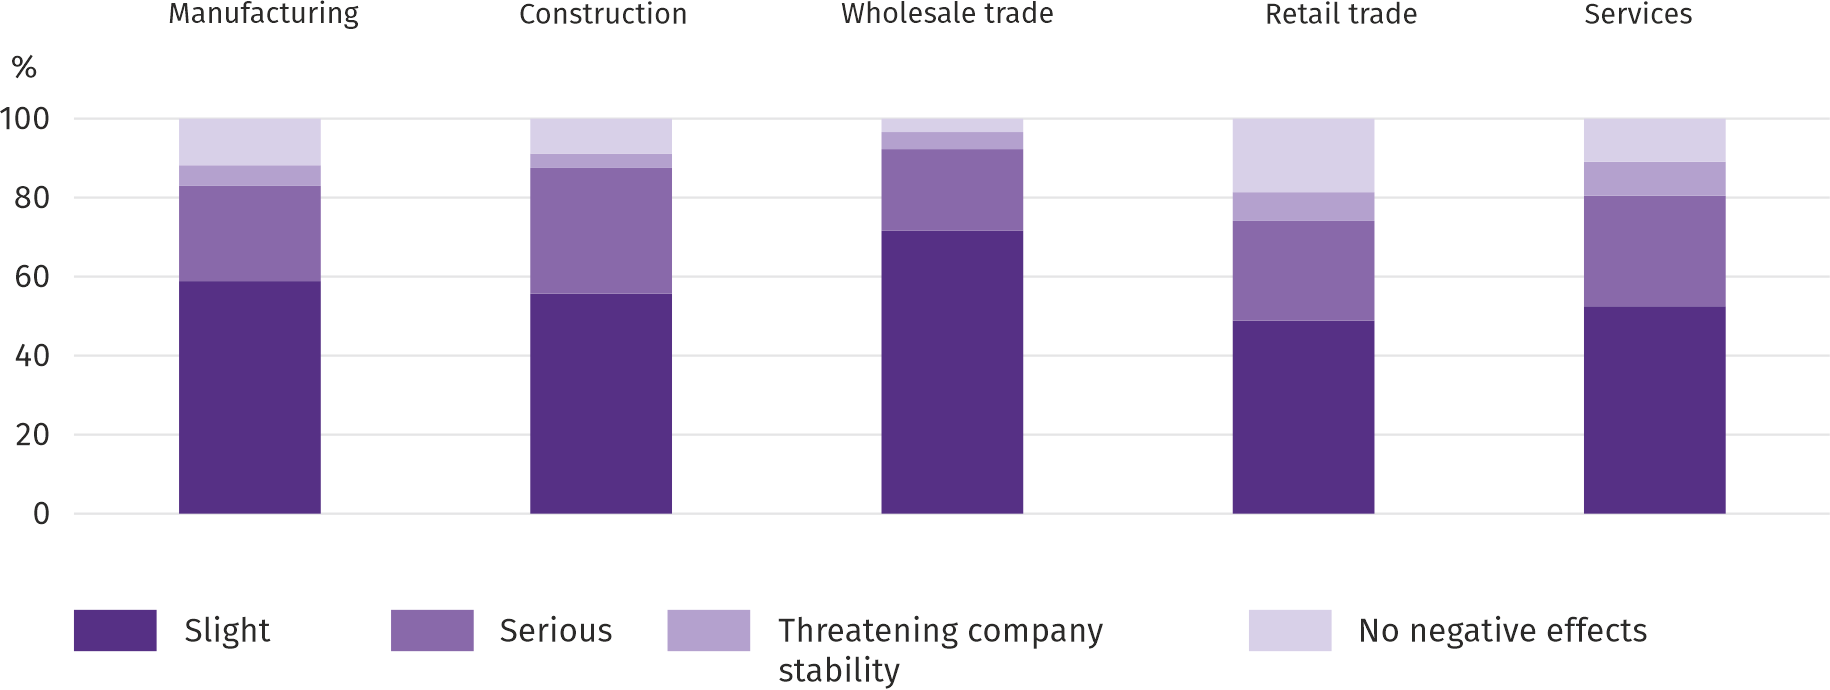 Manufacturing Construction Wholesale trade Retail trade Services
%
100
80
60
40
20
0
Slight Serious Threatening company No negative effects
stability